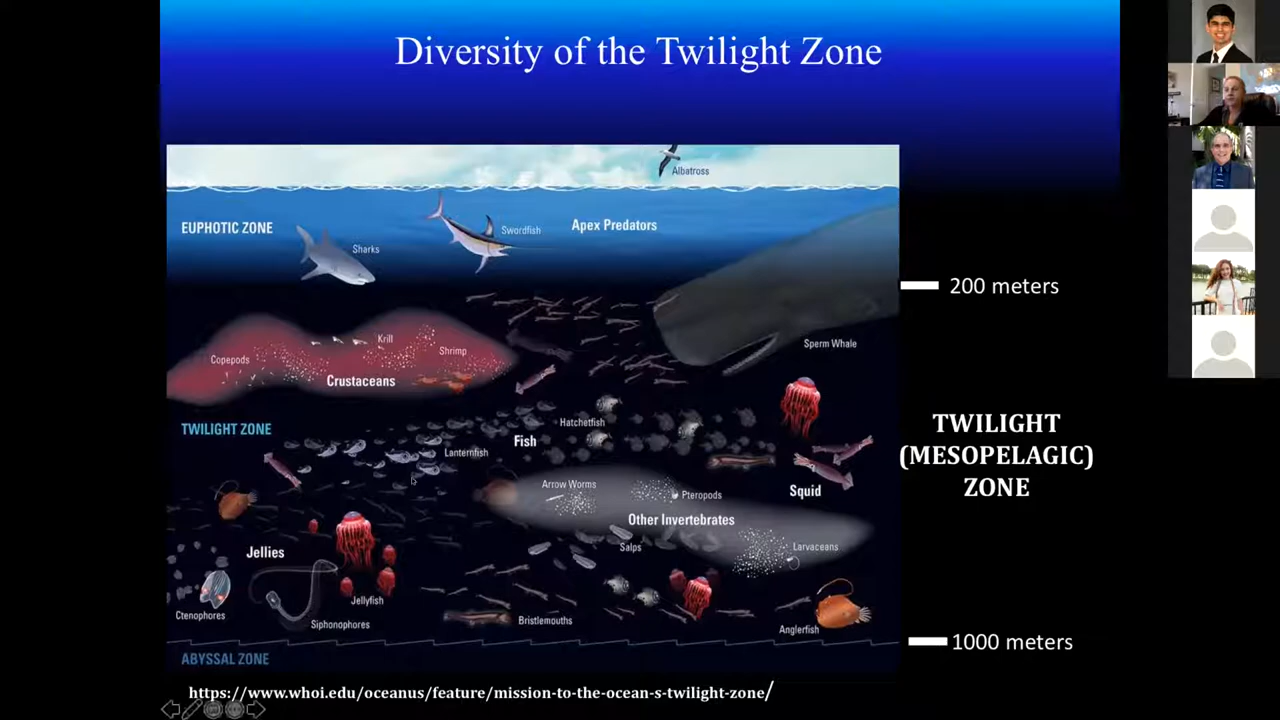 Diversity of the Twilight Zone
Albatross
EUPHOTIC ZONE
Sharks
Swordfish
Apex Predators
200 meters
Copepods
Krill
Shrimp
Crustaceans
Sperm Whale
TWILIGHT ZONE
Hatchetfish
Fish
Lanternfish
Squid
TWILIGHT
(MESOPELAGIC)
ZONE
Arrow Worms
Pteropods
Other Invertebrates
Salps
Larvaceans
Jellies
Ctenophores
Jellyfish
Siphonophores
Bristlemouths
Anglerfish
1000 meters
ABYSSAL ZONE
https://www.whoi.edu/oceanus/feature/mission-to-the-ocean-s-twilight-zone/